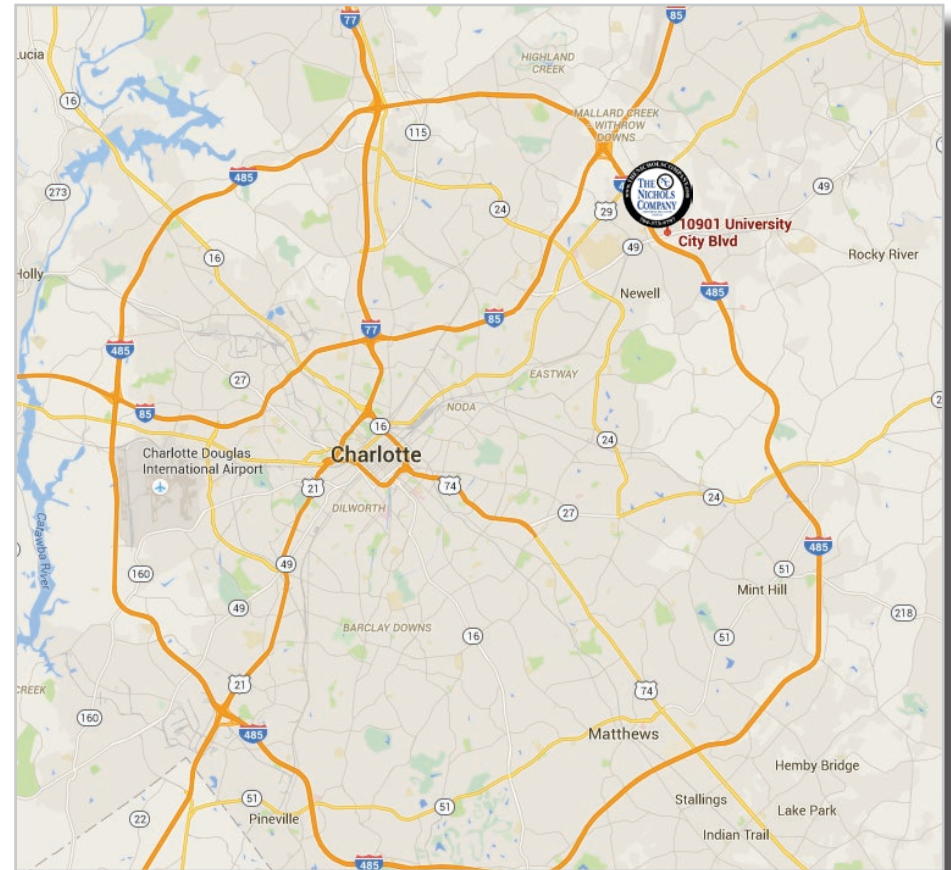 77
85
ucia
HIGHLAND
CREEK
16
MALLARD CREEK
WITHROW
DOWNS
115
485
273
THE
NICHOLS
COMPANY
49
24
29
10901 University
City Blvd
49
16
Rocky River
Holly
Newell
485
85
77
485
27
EASTWAY
NODA
85
16
24
Charlotte
Charlotte Douglas
International Airport
21
74
24
DILWORTH
27
Catawba River
485
49
51
160
Mint Hill
49
218
BARCLAY DOWNS
16
51
21
74
CREEK
160
485
Matthews
Hemby Bridge
51
51
Stallings
22
Pineville
Lake Park
Indian Trail
485